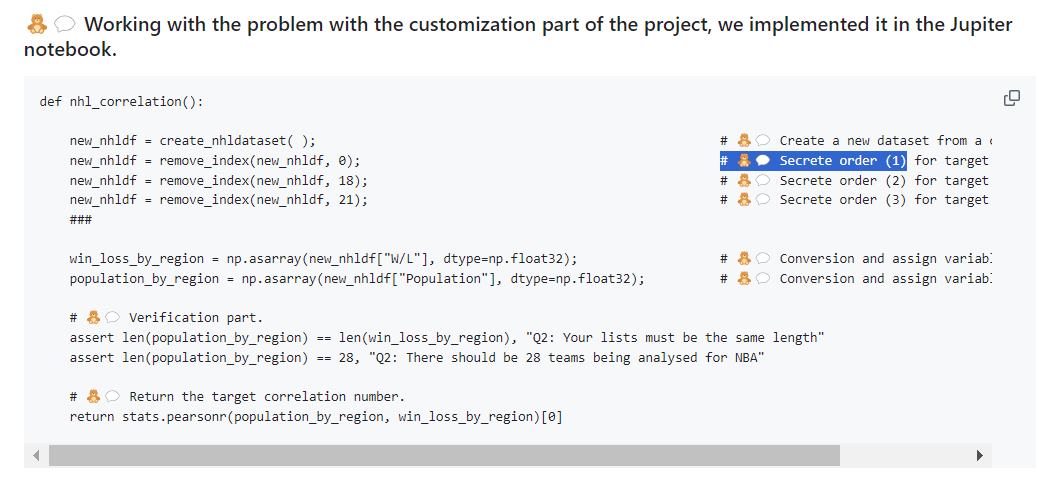 🧸💬 Working with the problem with the customization part of the project, we implemented it in the Jupiter
notebook.
def nhl_correlation():
new_nhldf = create_nhldataset( ); # 🧸💬 Create a new dataset from a
new_nhldf = remove_index(new_nhldf, 0); # 🧸💬 Secrete order (1) for target
new_nhldf = remove_index(new_nhldf, 18); # 🧸💬 Secrete order (2) for target
new_nhldf = remove_index(new_nhldf, 21); # 🧸💬 Secrete order (3) for target
###
win_loss_by_region = np.asarray(new_nhldf["W/L"], dtype=np.float32); # 🧸💬 Conversion and assign
population_by_region = np.asarray(new_nhldf["Population"], dtype=np.float32); # 🧸💬 Conversion and assign
# 🧸💬 Verification part.
assert len(population_by_region) == len(win_loss_by_region), "Q2: Your lists must be the same length"
assert len(population_by_region) == 28, "Q2: There should be 28 teams being analysed for NBA"
# 🧸💬 Return the target correlation number.
return stats.pearsonr(population_by_region, win_loss_by_region)[0]